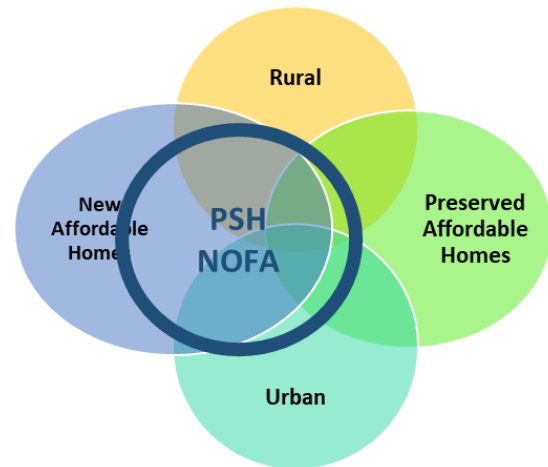 Rural
New
Affordable
Homes
PSH
NOFA
Preserved
Affordable
Homes
Urban